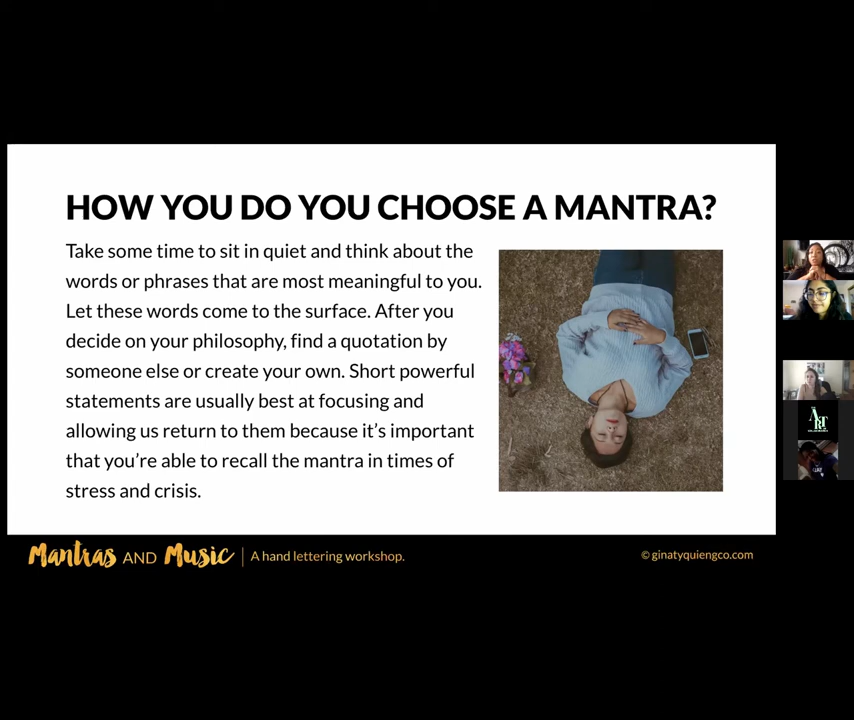 HOW YOU DO YOU CHOOSE A MANTRA?
Take some time to sit in quiet and think about the
words or phrases that are most meaningful to you.
Let these words come to the surface. After you
decide on your philosophy, find a quotation by
someone else or create your own. Short powerful
statements are usually best at focusing and
allowing us return to them because it's important
that you're able to recall the mantra in times of
stress and crisis.
Mantras AND Music | A hand lettering workshop.
© ginatyquiengco.com